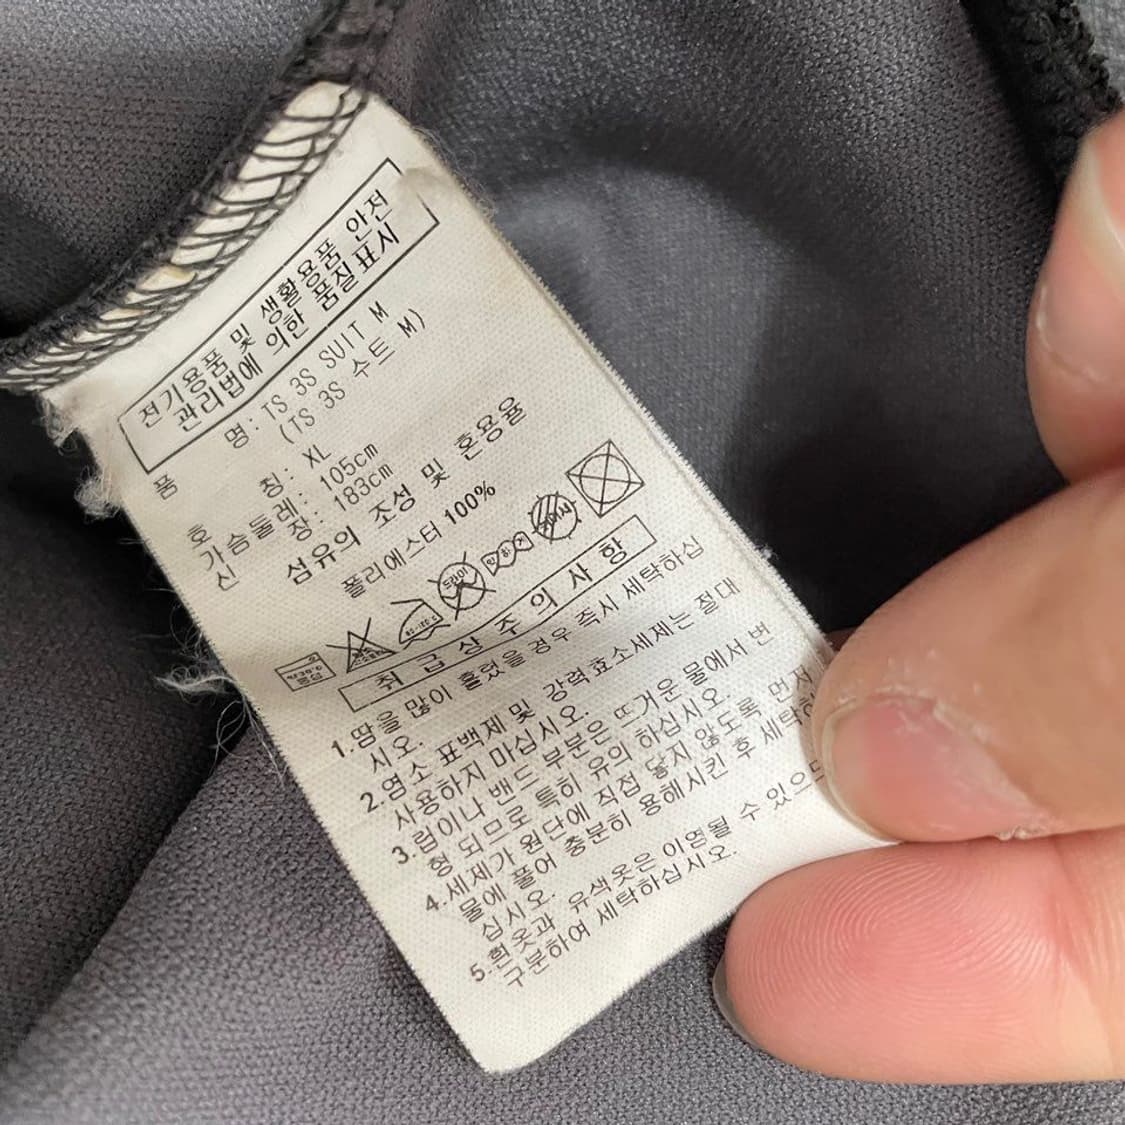 전기용품 및 생활용품 안전
관리법에 의한 품질표시
품 명: TS 3S SUIT M
(TS 3S 수트 M)
호 칭: XL
가슴둘레: 105cm
신 장: 183cm
섬유의 조성 및 혼용율
폴리에스터 100%
취 급 상 주 의 사 항
1.땀을 많이 흘렸을 경우 즉시 세탁하십
시오.
2.염소 표백제 및 강력효소세제는 절대
사용하지 마십시오.
3.럽이나 밴드 부분은 뜨거운 물에서 변
형 되므로 특히 유의 하십시오.
4.세제가 원단에 직접 닿지 않도록 먼저
물에 풀어 충분히 용해시킨 후 세탁하
십시오.
5.흰옷과 유색옷은 이염될 수 있으므
구분하여 세탁하십시오.